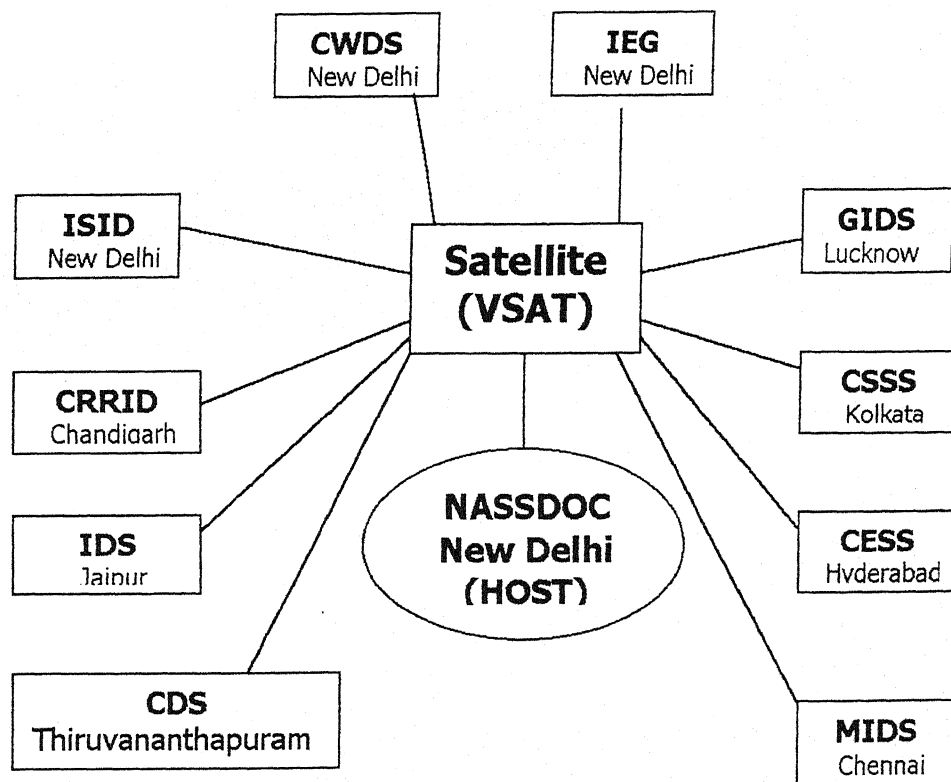 CWDS
New Delhi
IEG
New Delhi
ISID
New Delhi
Satellite
(VSAT)
GIDS
Lucknow
CRRID
Chandigarh
CSSS
Kolkata
NASSDOC
New Delhi
(HOST)
IDS
Jaipur
CESS
Hyderabad
CDS
Thiruvananthapuram
MIDS
Chennai